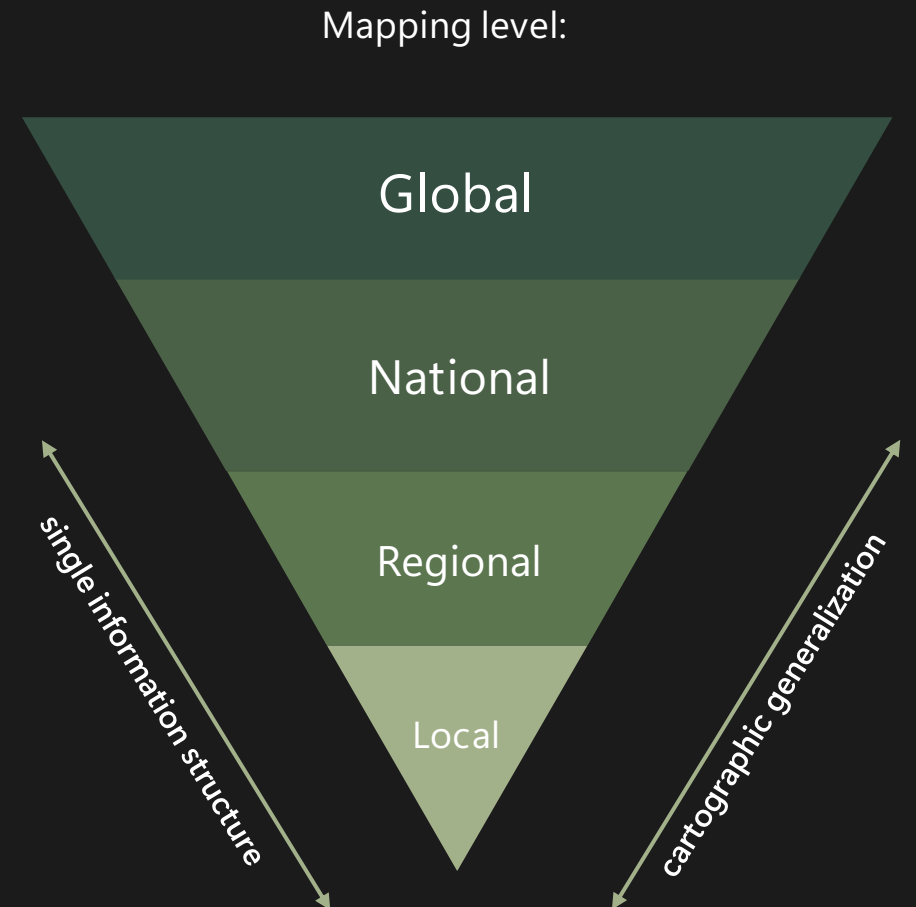 Mapping level:
Global
National
Regional
Local
single information structure
cartographic generalization